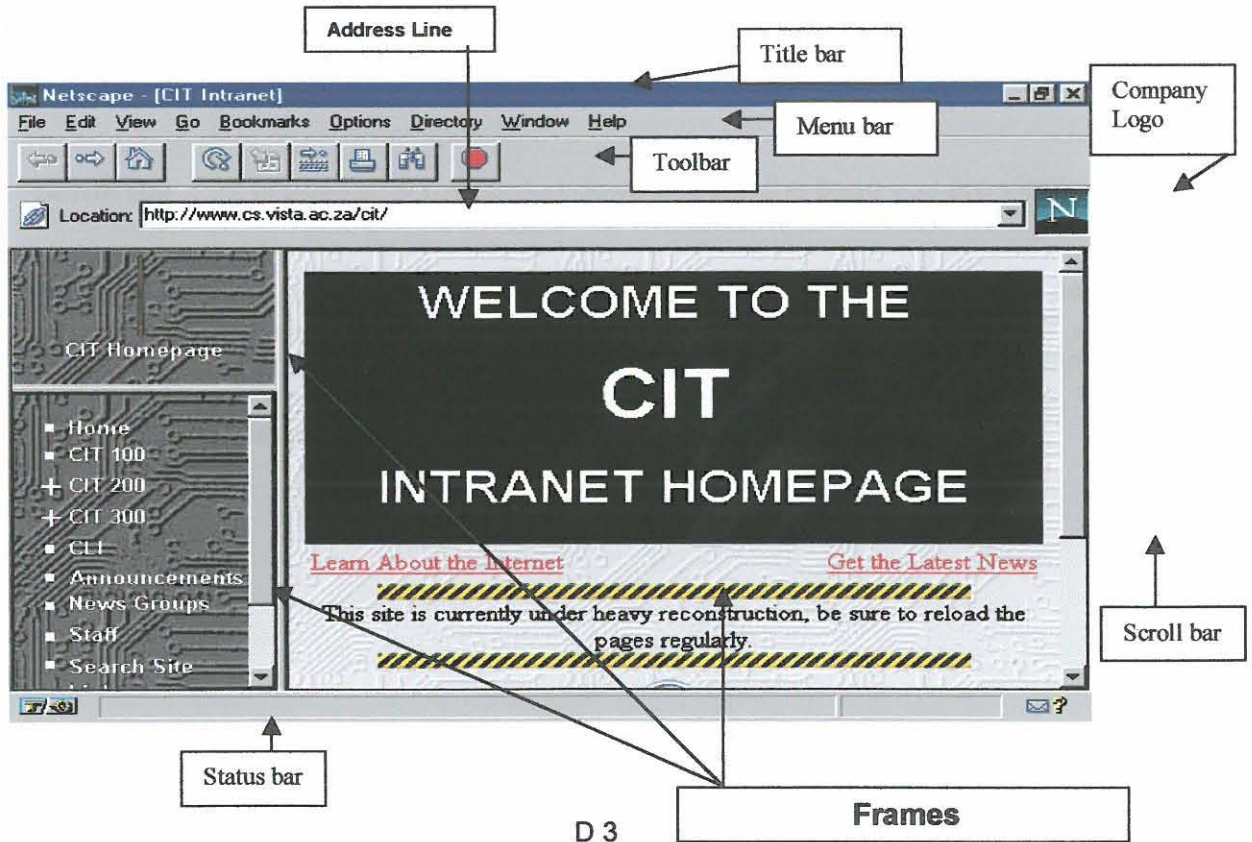 Address Line
Title bar
Netscape - [CIT Intranet]
Company
Logo
File Edit View Go Bookmarks Options Directory Window Help
Menu bar
Toolbar
Location: http://www.cs.vista.ac.za/cit/
N
CIT Homepage
WELCOME TO THE
CIT
INTRANET HOMEPAGE
Home
CIT 100
+ CIT 200
+ CIT 300
CLI
Announcements
News Groups
Staff
Search Site
Learn About the Internet Get the Latest News
This site is currently under heavy reconstruction, be sure to reload the
pages regularly.
Scroll bar
?
Status bar
Frames
D 3